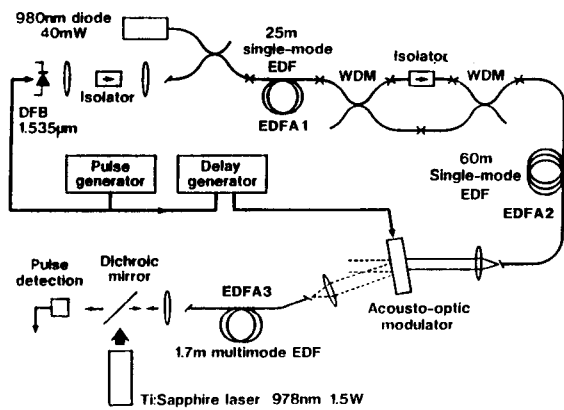 980nm diode
40mW
25m
single-mode
EDF
Isolator
WDM
WDM
Isolator
DFB
1.535μm
EDFA1
Pulse
generator
Delay
generator
60m
Single-mode
EDF
EDFA2
Pulse
detection
Dichroic
mirror
EDFA3
Acousto-optic
modulator
1.7m multimode EDF
Ti:Sapphire laser 978nm 1.5W